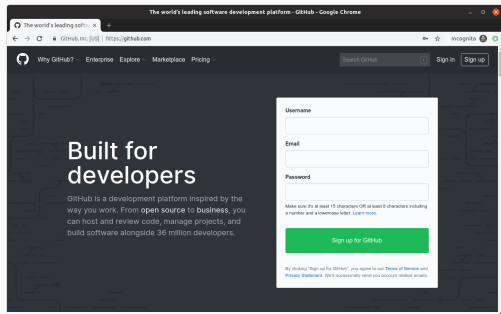 The world's leading software development platform · GitHub - Google Chrome
The world's leading softw
GitHub, Inc. [US] | https://github.com
Incognito
Why GitHub? Enterprise Explore Marketplace Pricing
Search GitHub
Sign in Sign up
Built for
developers
GitHub is a development platform inspired by the
way you work. From open source to business, you
can host and review code, manage projects, and
build software alongside 36 million developers.
Username
Email
Password
Make sure it's at least 15 characters OR at least 8 characters including
a number and a lowercase letter. Learn more.
Sign up for GitHub
By clicking "Sign up for GitHub", you agree to our Terms of Service and
Privacy Statement. We'll occasionally send you account related emails.